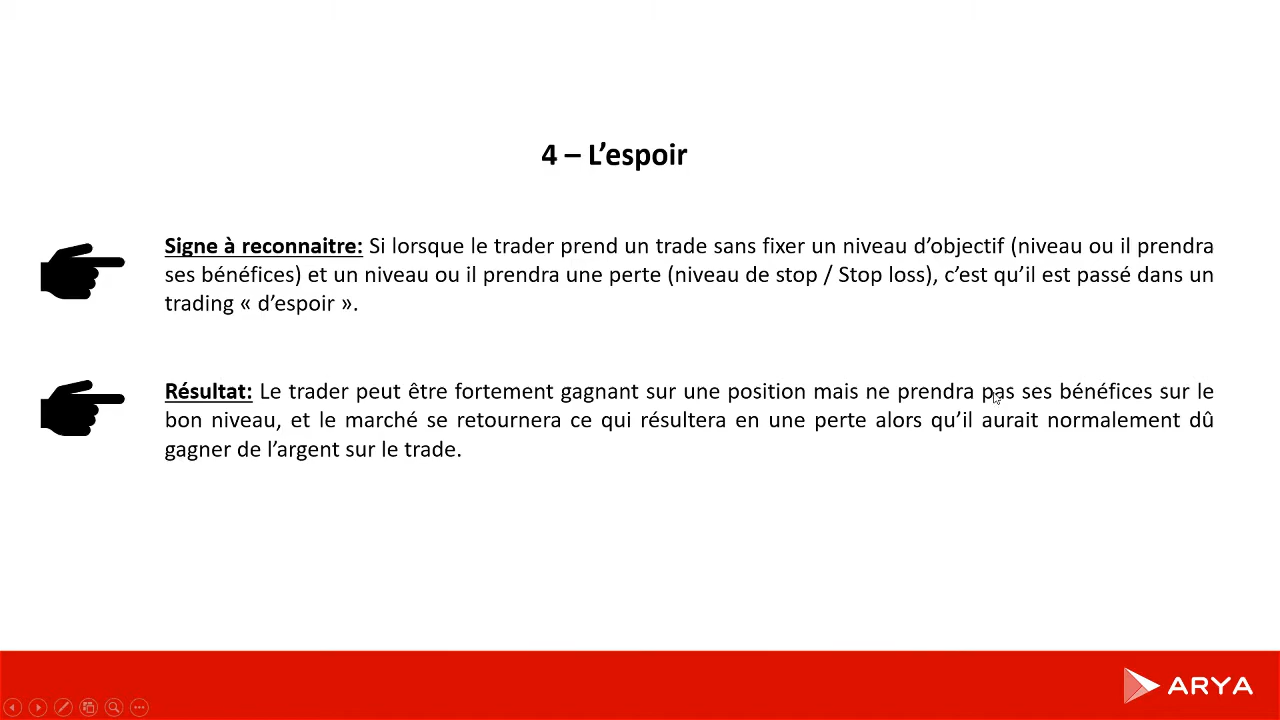 4 – L’espoir
Signe à reconnaitre: Si lorsque le trader prend un trade sans fixer un niveau d’objectif (niveau ou il prendra
ses bénéfices) et un niveau ou il prendra une perte (niveau de stop / Stop loss), c’est qu’il est passé dans un
trading « d’espoir ».
Résultat: Le trader peut être fortement gagnant sur une position mais ne prendra pas ses bénéfices sur le
bon niveau, et le marché se retournera ce qui résultera en une perte alors qu’il aurait normalement dû
gagner de l’argent sur le trade.
ARYA